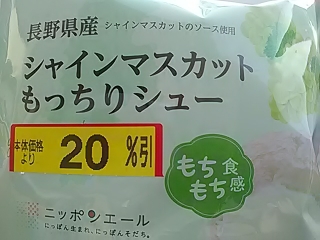 長野県産 シャインマスカットのソース使用
シャインマスカット
もっちりシュー
本体価格より 20 %引
もち食
もち感
ニッポンエール
にっぽん生まれ、にっぽんそだち。